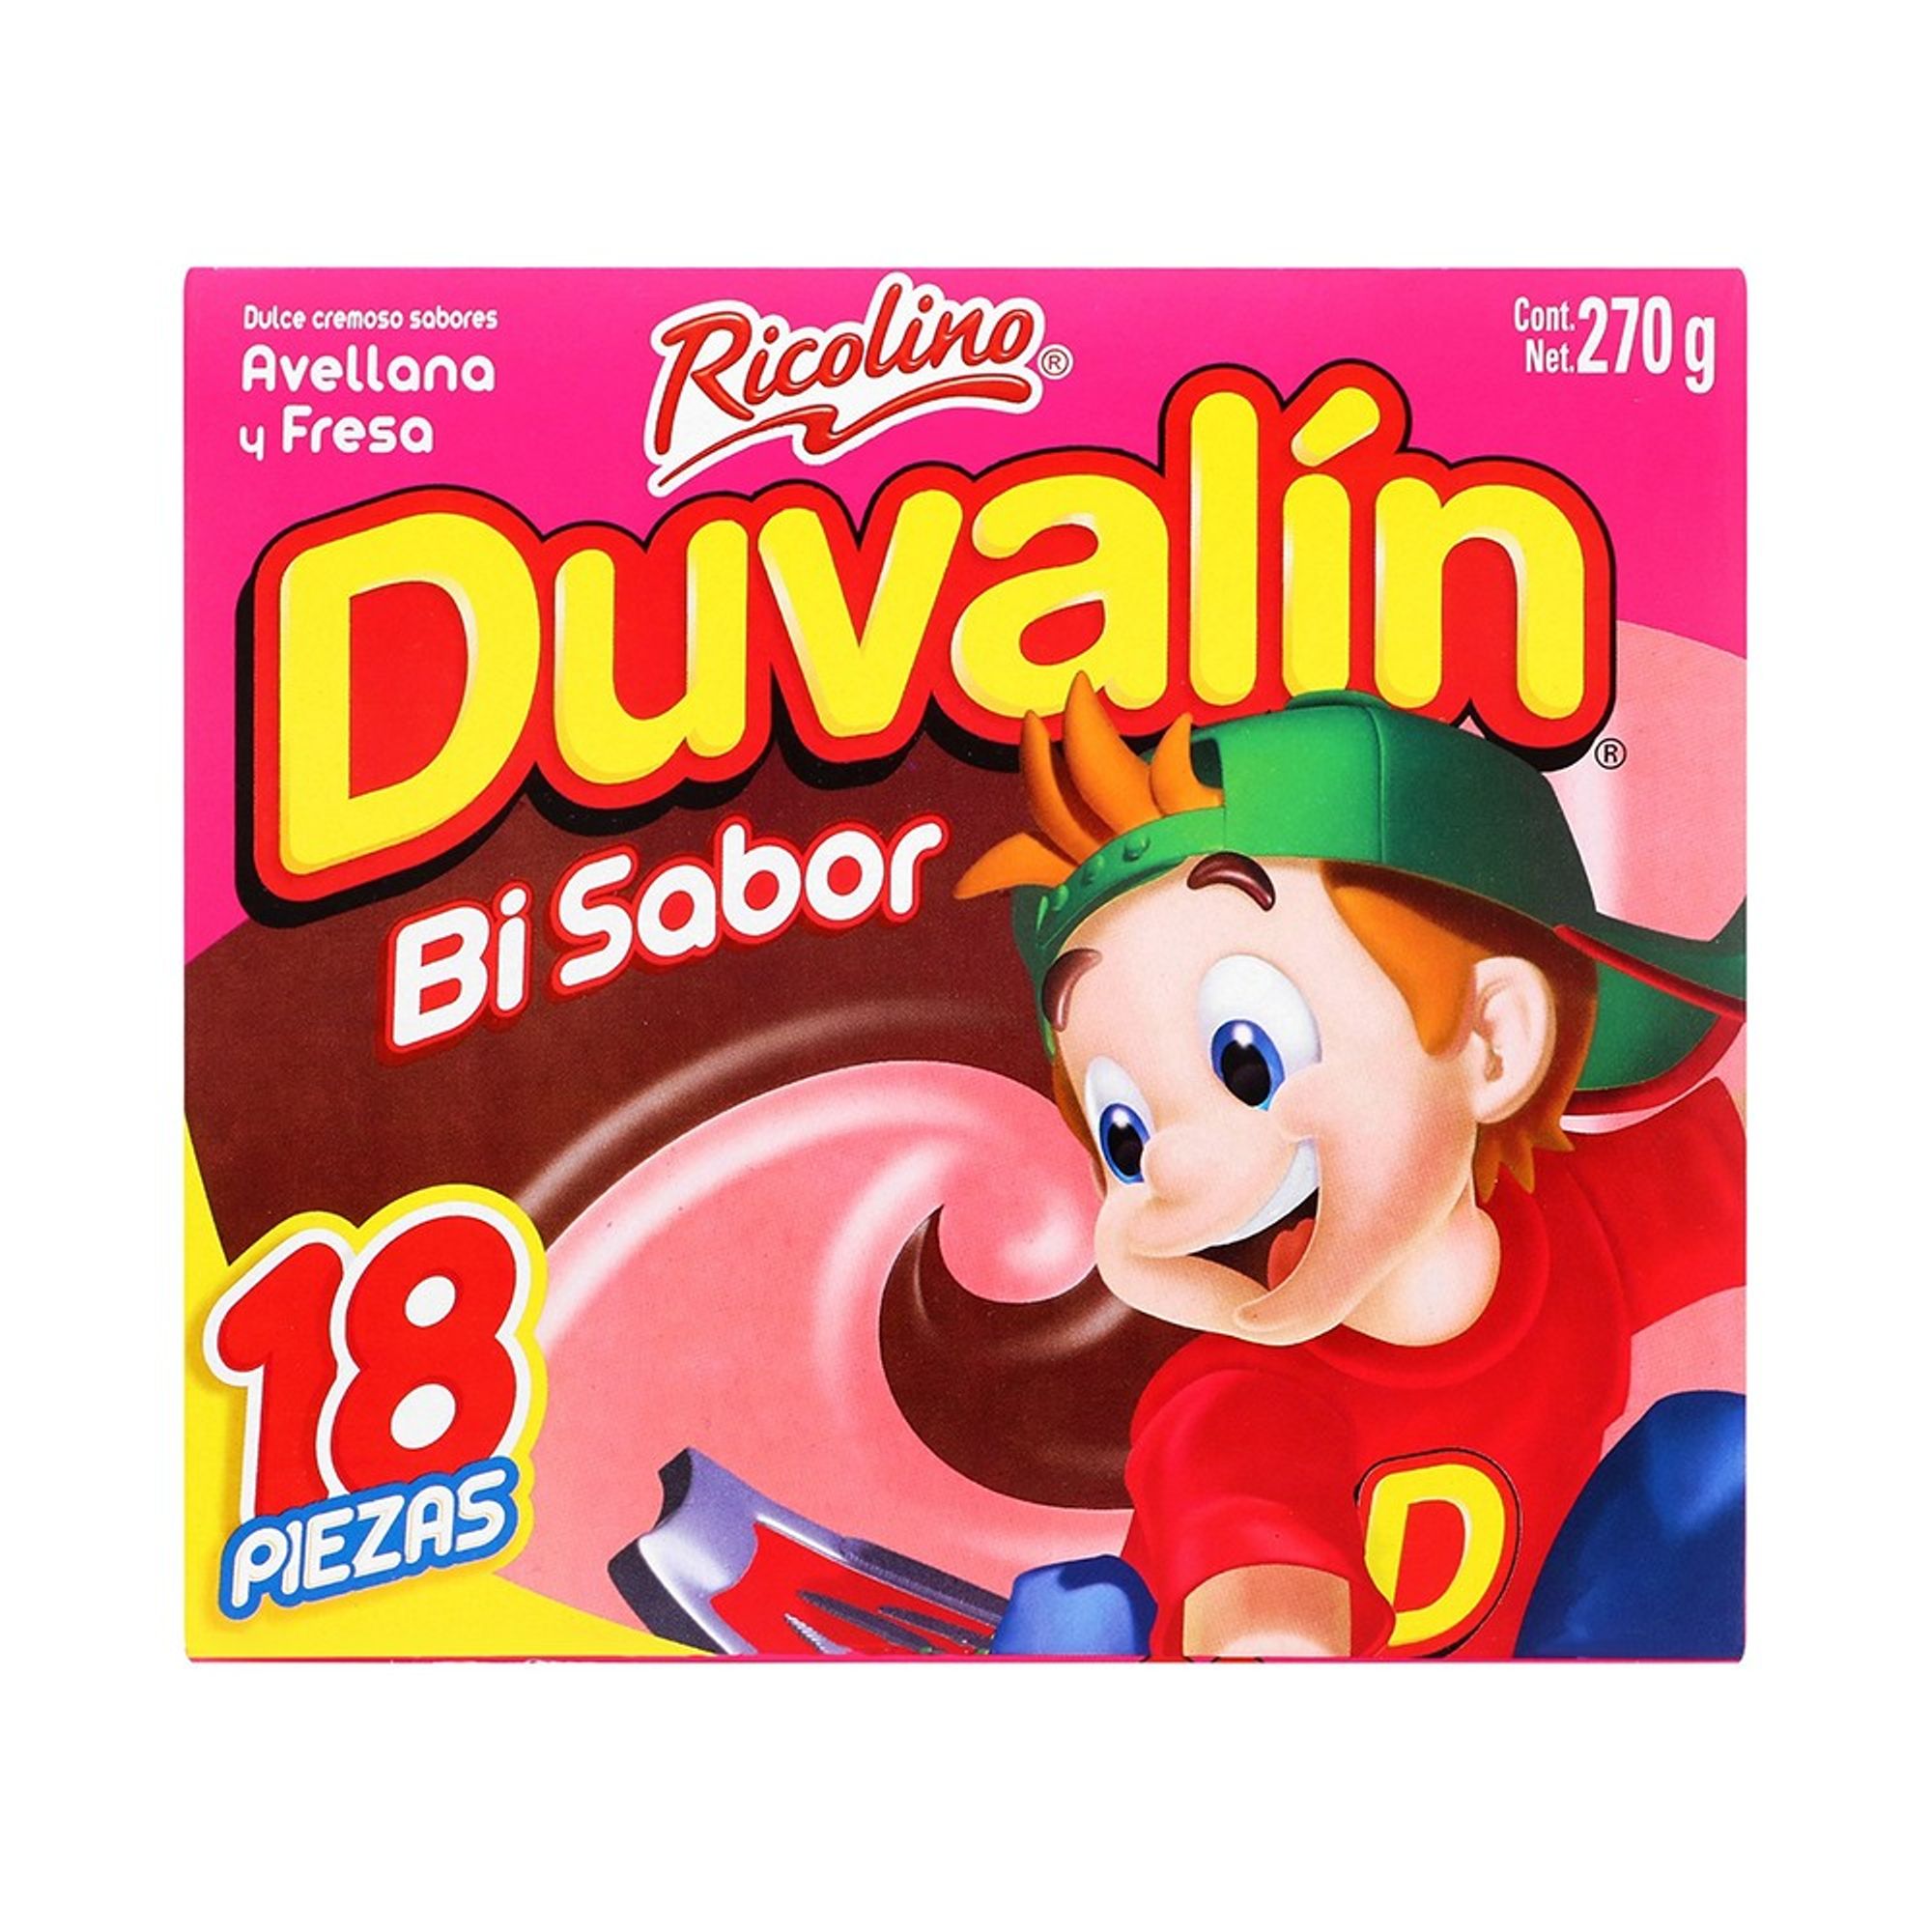 Dulce cremoso sabores
Avellana
y Fresa
Ricolino®
Cont.
Net. 270 g
Duvalín®
Bi Sabor
18
PIEZAS
D